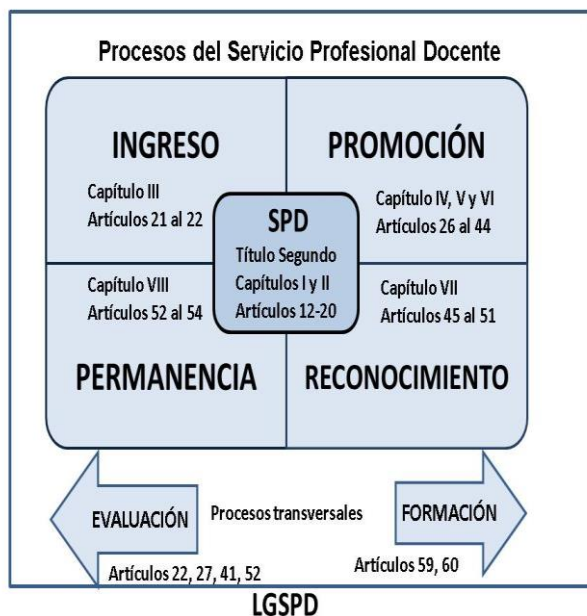 Procesos del Servicio Profesional Docente
INGRESO
Capítulo III
Artículos 21 al 22
PROMOCIÓN
Capítulo IV, V y VI
Artículos 26 al 44
SPD
Título Segundo
Capítulos I y II
Artículos 12-20
Capítulo VIII
Artículos 52 al 54
PERMANENCIA
Capítulo VII
Artículos 45 al 51
RECONOCIMIENTO
EVALUACIÓN
Procesos transversales
FORMACIÓN
Artículos 22, 27, 41, 52
Artículos 59, 60
LGSPD